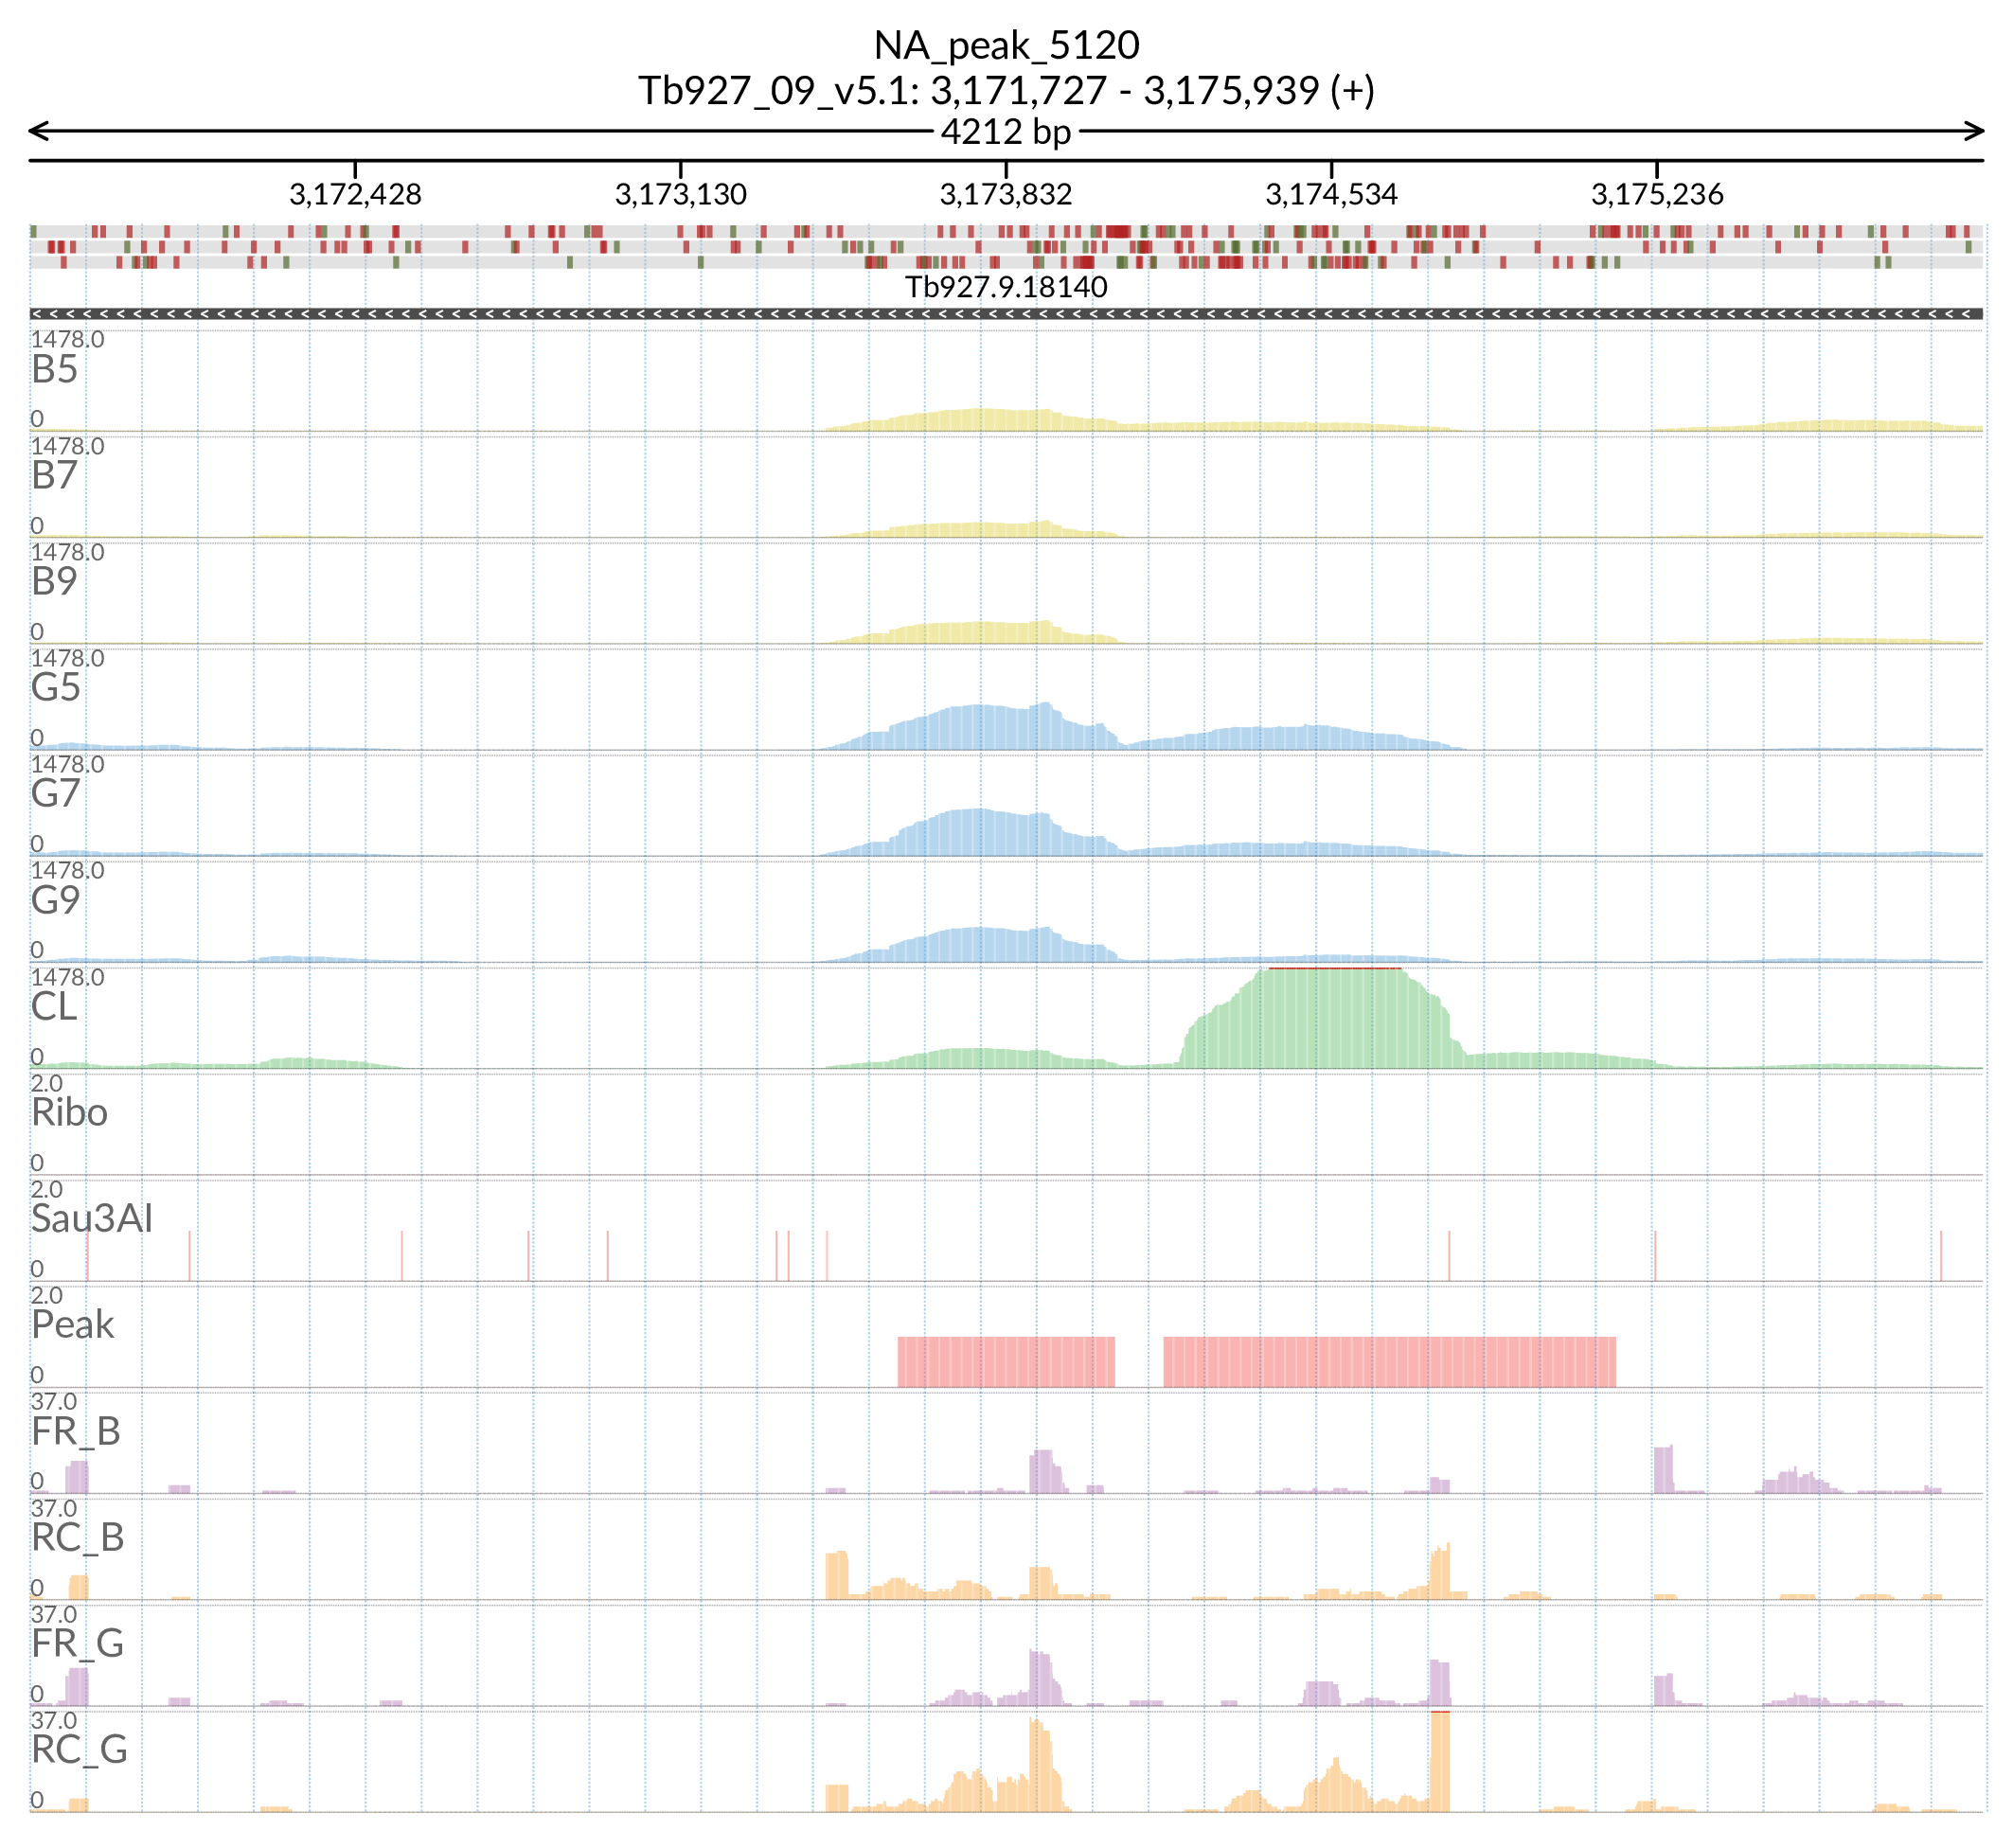 NA_peak_5120
Tb927_09_v5.1: 3,171,727 - 3,175,939 (+)
4212 bp
3,172,428 3,173,130 3,173,832 3,174,534 3,175,236
Tb927.9.18140
1478.0
B5
0
1478.0
B7
0
1478.0
B9
0
1478.0
G5
0
1478.0
G7
0
1478.0
G9
0
1478.0
CL
0
2.0
Ribo
0
2.0
Sau3AI
0
2.0
Peak
0
37.0
FR_B
0
37.0
RC_B
0
37.0
FR_G
0
37.0
RC_G
0